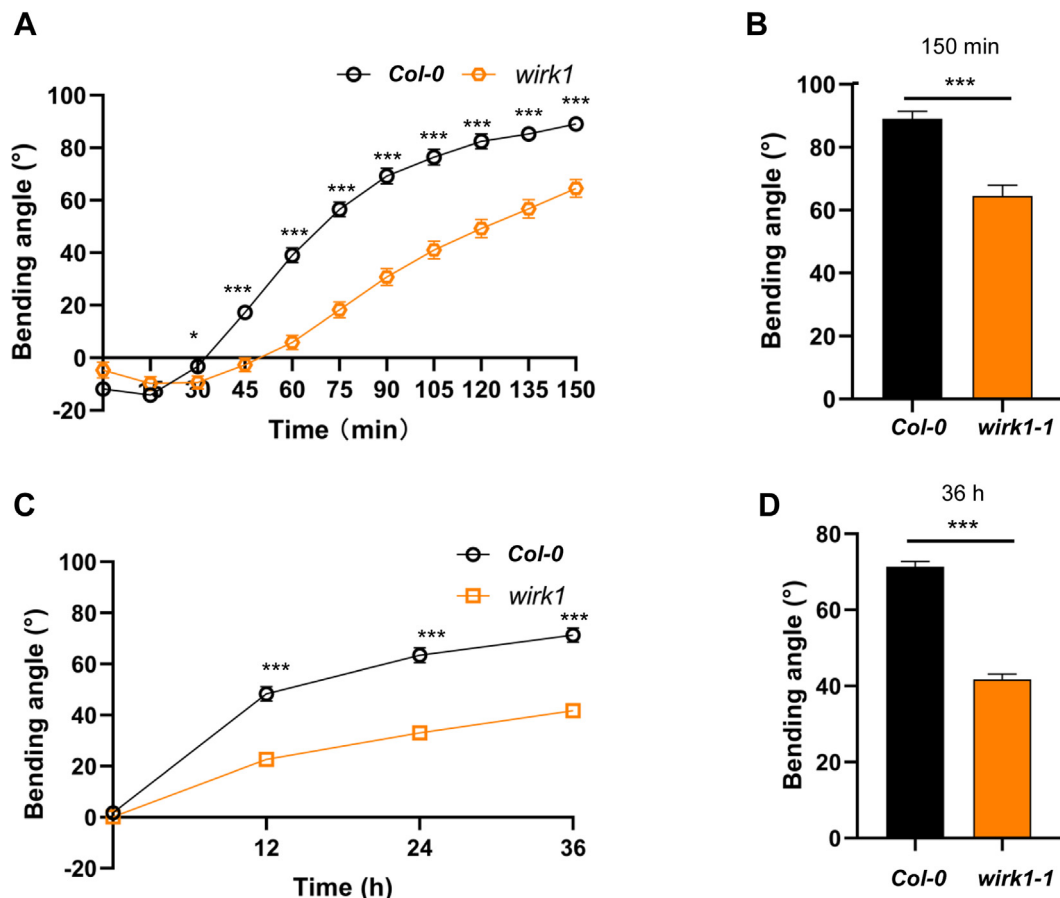 A
Col-0 wirk1
*** *** *** *** *** *** *** *** * 
Bending angle (°)
100
80
60
40
20
0
-20
30 45 60 75 90 105 120 135 150
Time（min）
B
150 min
***
Bending angle (°)
100
80
60
40
20
0
Col-0 wirk1-1
C
Col-0
wirk1
*** *** ***
Bending angle (°)
100
80
60
40
20
0
-20
12 24 36
Time (h)
D
36 h
***
Bending angle (°)
80
60
40
20
0
Col-0 wirk1-1